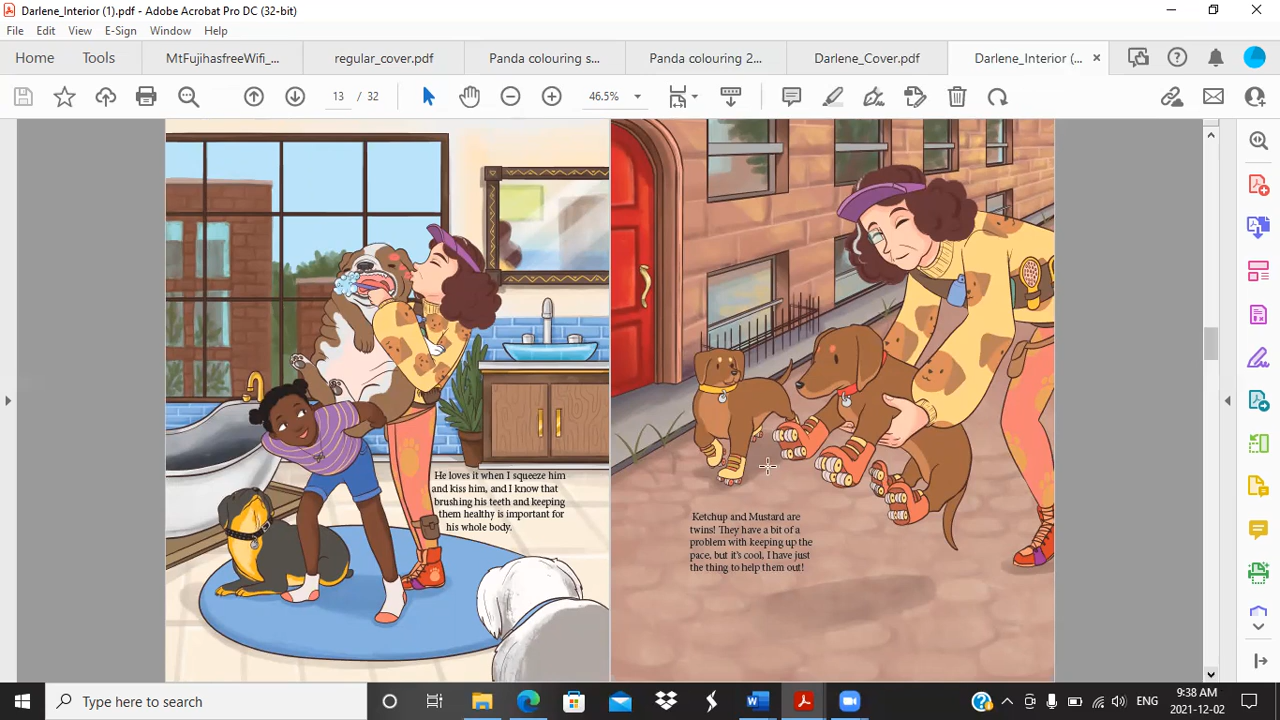 Darlene_Interior (1).pdf - Adobe Acrobat Pro DC (32-bit)
File Edit View E-Sign Window Help
Home Tools MtFujihasfreeWifi_... regular_cover.pdf Panda colouring s... Panda colouring 2... Darlene_Cover.pdf Darlene_Interior (... ×
13 / 32 46.5%
He loves it when I squeeze him
and kiss him, and I know that
brushing his teeth and keeping
them healthy is important for
his whole body.
Ketchup and Mustard are
twins! They have a bit of a
problem with keeping up the
pace, but it's cool, I have just
the thing to help them out!
Type here to search
ENG
9:38 AM
2021-12-02